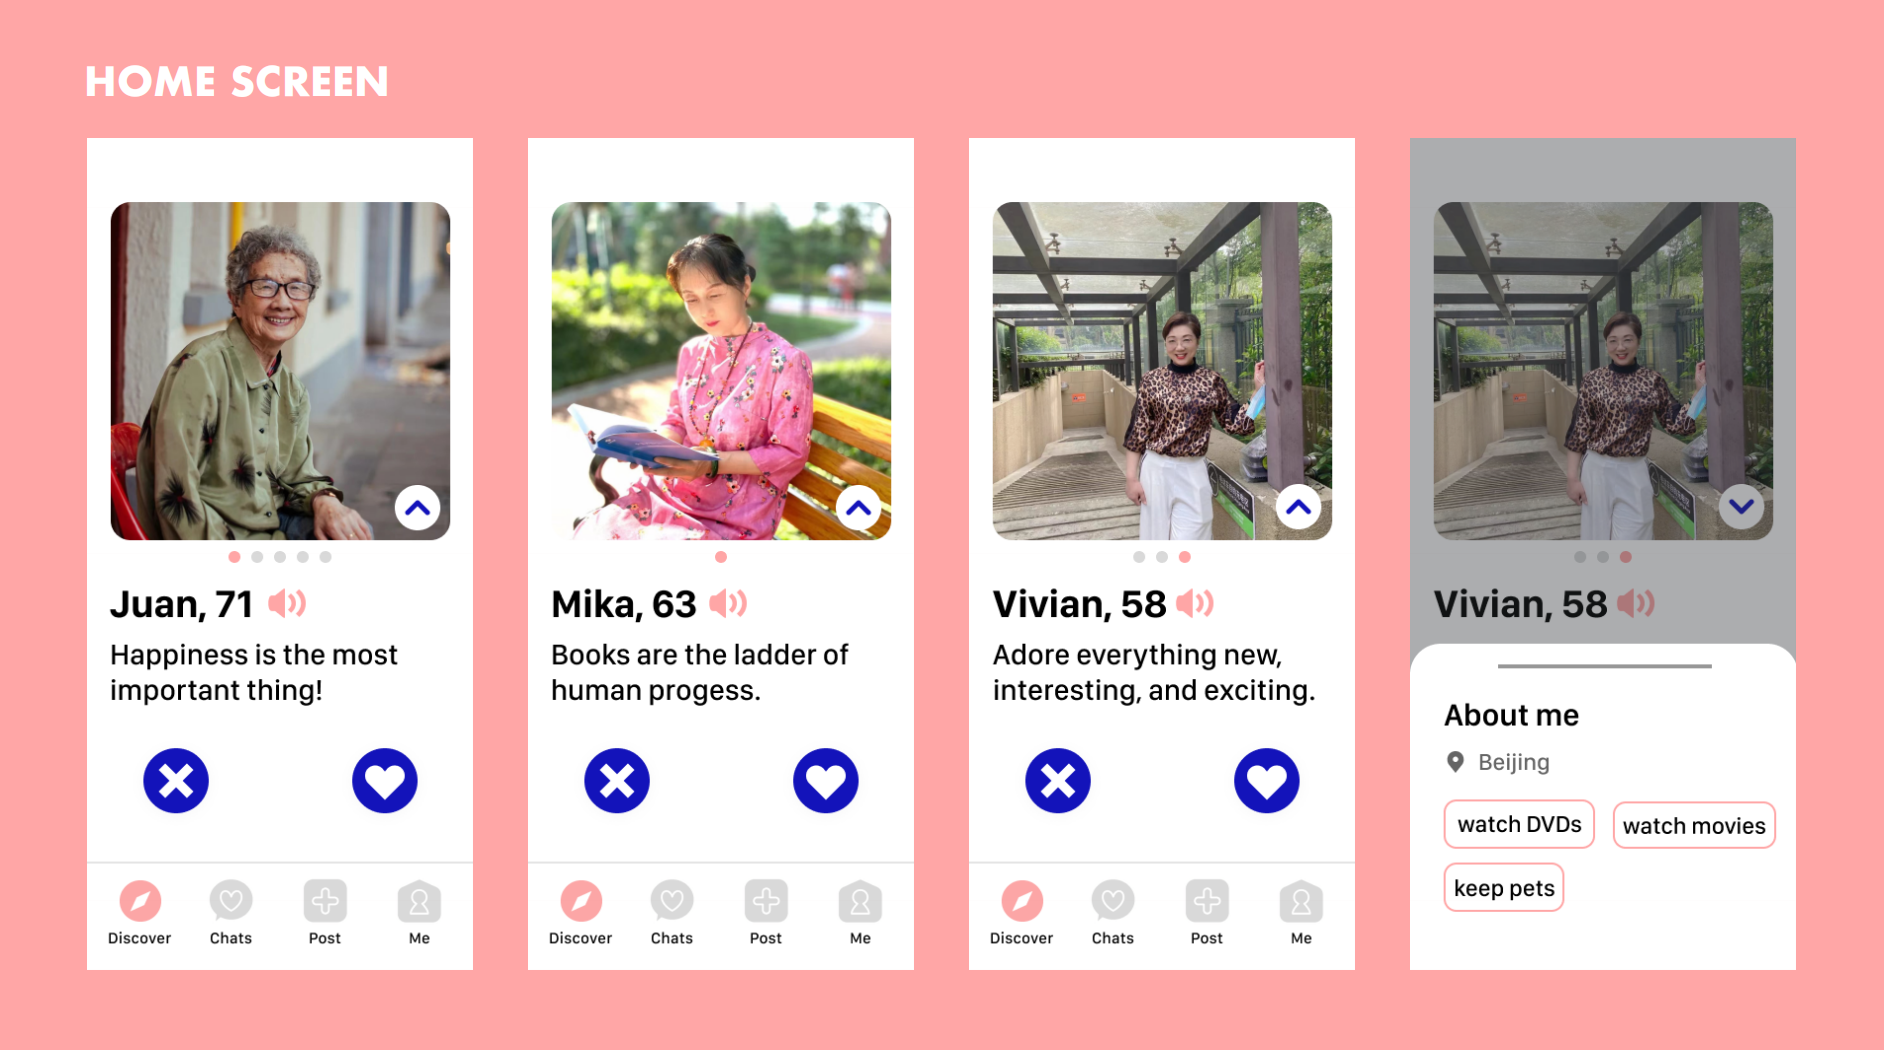 HOME SCREEN
Juan, 71
Happiness is the most
important thing!
Discover
Chats
Post
Me
Mika, 63
Books are the ladder of
human progess.
Discover
Chats
Post
Me
Vivian, 58
Adore everything new,
interesting, and exciting.
Discover
Chats
Post
Me
Vivian, 58
About me
Beijing
watch DVDs
watch movies
keep pets